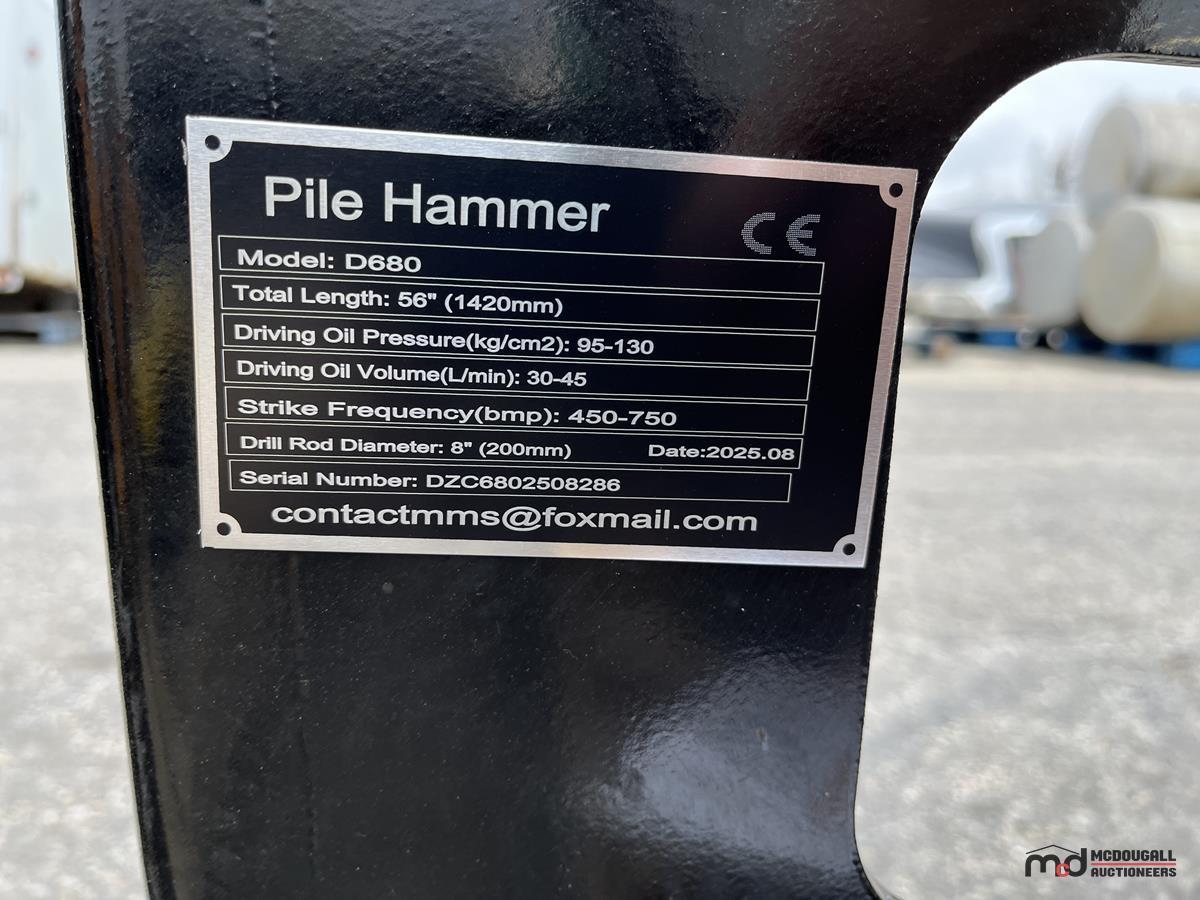 Pile Hammer
CE
Model: D680
Total Length: 56" (1420mm)
Driving Oil Pressure(kg/cm2): 95-130
Driving Oil Volume(L/min): 30-45
Strike Frequency(bmp): 450-750
Drill Rod Diameter: 8" (200mm) Date:2025.08
Serial Number: DZC6802508286
contactmms@foxmail.com
mcd MCDOUGALL
AUCTIONEERS